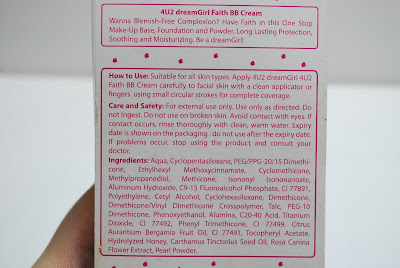 4U2 dreamGirl Faith BB Cream
Wanna Blemish-Free Complexion? Have Faith in this One Stop
Make-Up Base, Foundation and Powder. Long Lasting Protection,
Soothing and Moisturizing. Be a dreamGirl!
How to Use: Suitable for all skin types. Apply 4U2 dreamGirl 4U2
Faith BB Cream carefully to facial skin with a clean applicator or
fingers using small circular strokes for complete coverage.
Care and Safety: For external use only. Use only as directed. Do
not ingest. Do not use on broken skin. Avoid contact with eyes. If
contact occurs, rinse thoroughly with clean, warm water. Expiry
date is shown on the packaging : do not use after the expiry date.
If problems occur, stop using the product and consult your
doctor.
Ingredients: Aqua, Cyclopentasiloxane, PEG/PPG-20/15 Dimethi-
cone, Ethylhexyl Methoxycinnamate, Cyclomethicone,
Methylpropanediol, Methicone, Isononyl Isononanoate,
Aluminum Hydroxide, C9-15 Fluoroalcohol Phosphate, CI 77891,
Polyethylene, Cetyl Alcohol, Cyclohexasiloxane, Dimethicone,
Dimethicone/Vinyl Dimethicone Crosspolymer, Talc, PEG-10
Dimethicone, Phenoxyethanol, Alumina, C20-40 Acid, Titanium
Dioxide, CI 77492, Phenyl Trimethicone, CI 77499, Citrus
Aurantium Bergamia Fruit Oil, CI 77491, Tocopheryl Acetate,
Hydrolyzed Honey, Carthamus Tinctorius Seed Oil, Rosa Canina
Flower Extract, Pearl Powder.